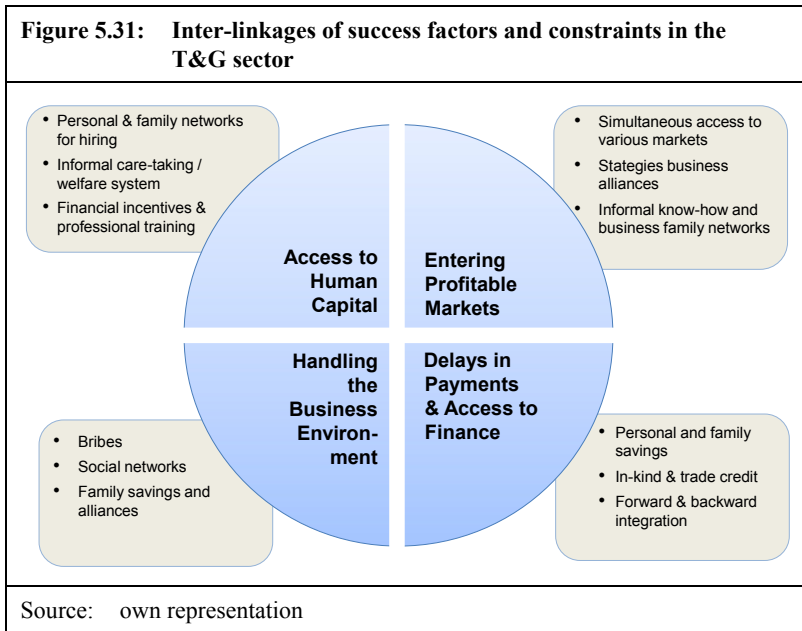 Figure 5.31: Inter-linkages of success factors and constraints in the
T&G sector
• Personal & family networks
for hiring
• Informal care-taking /
welfare system
• Financial incentives &
professional training
• Simultaneous access to
various markets
• Stategies business
alliances
• Informal know-how and
business family networks
Access to
Human
Capital
Entering
Profitable
Markets
Handling
the
Business
Environ-
ment
Delays in
Payments
& Access to
Finance
• Bribes
• Social networks
• Family savings and
alliances
• Personal and family
savings
• In-kind & trade credit
• Forward & backward
integration
Source: own representation